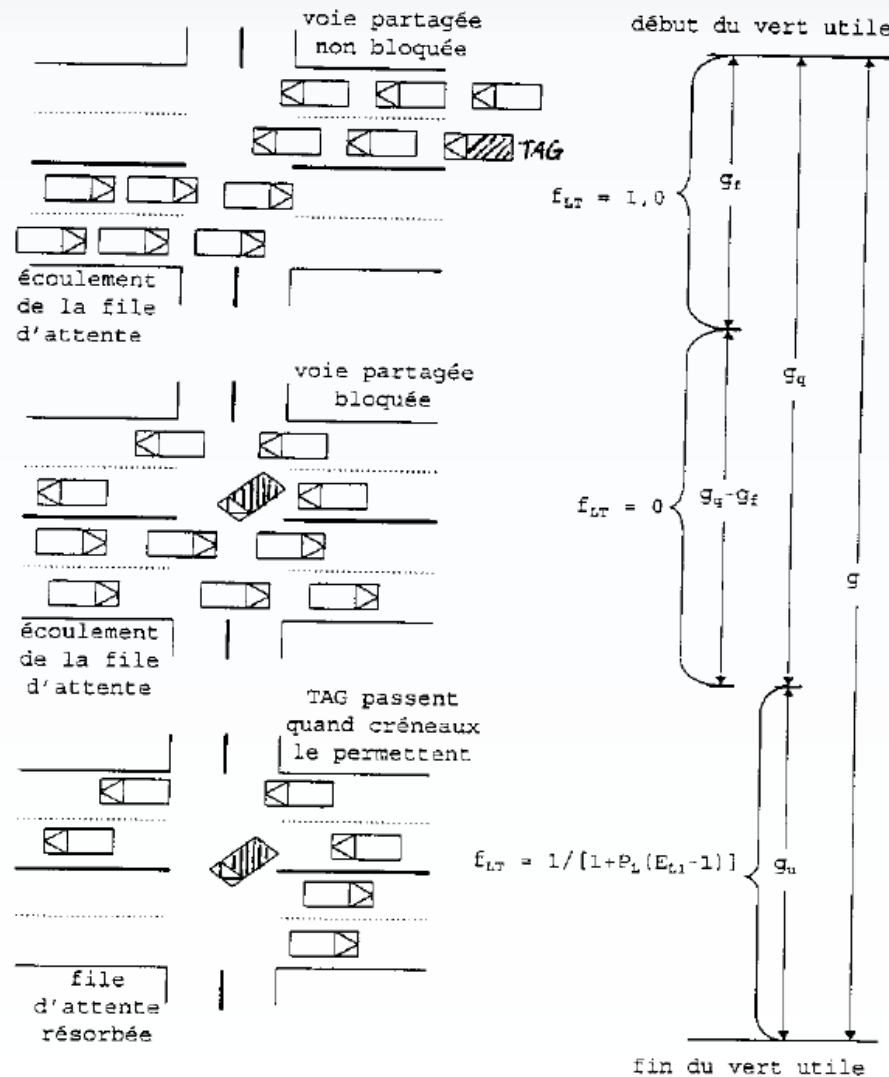 voie partagée
non bloquée
début du vert utile
TAG
f_LT = 1,0
g_f
écoulement
de la file
d'attente
voie partagée
bloquée
g_q
f_LT = 0
g_q-g_f
g
écoulement
de la file
d'attente
TAG passent
quand créneaux
le permettent
f_LT = 1/[1+P_L(E_L1-1)]
g_u
file
d'attente
résorbée
fin du vert utile